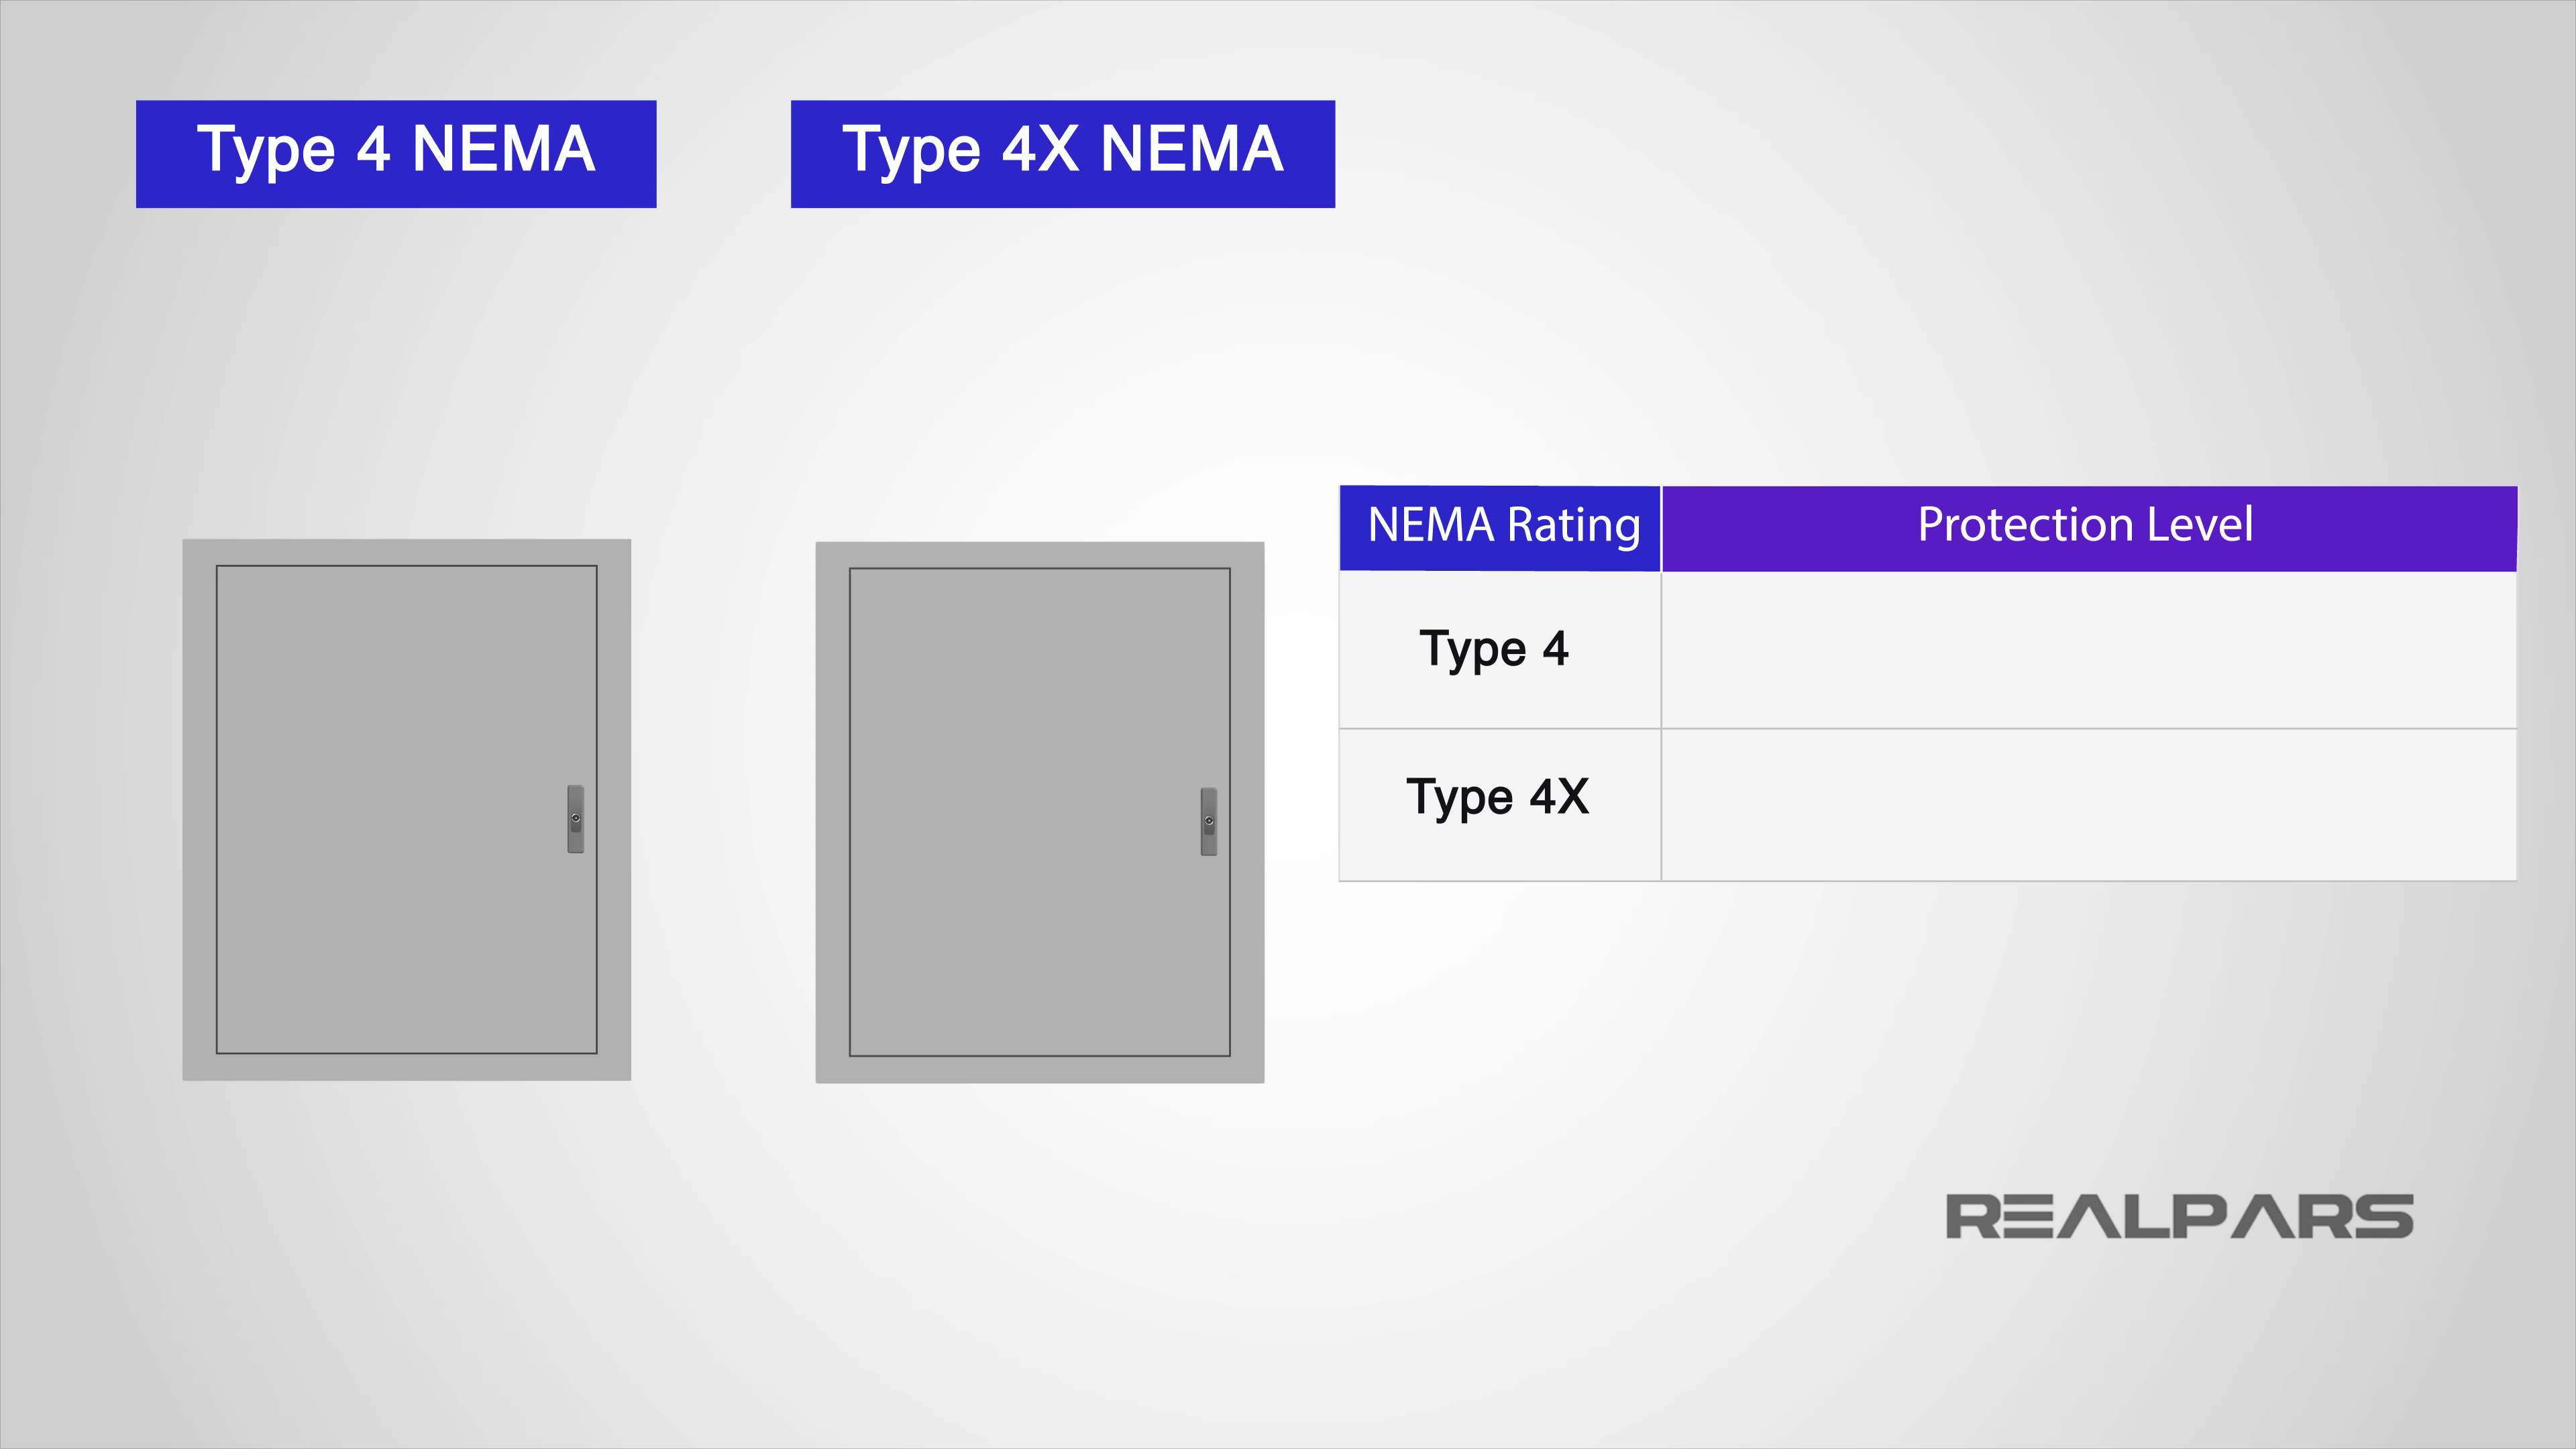 Type 4 NEMA
Type 4X NEMA
NEMA Rating
Protection Level
Type 4
Type 4X
REALPARS